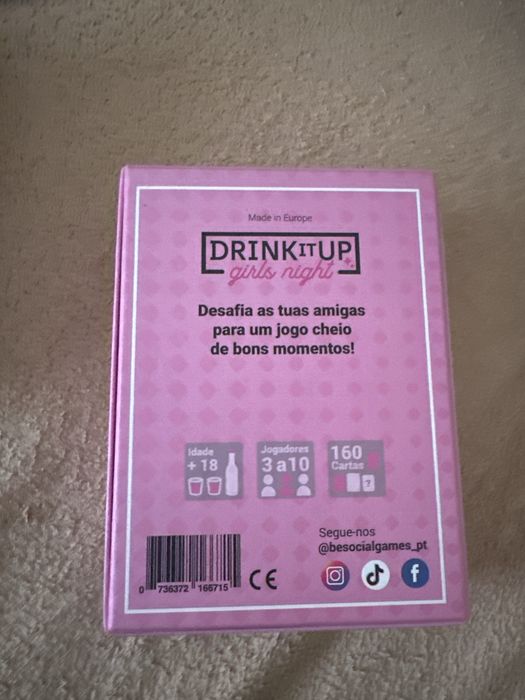 Made in Europe
DRINK IT UP
girls night
Desafia as tuas amigas
para um jogo cheio
de bons momentos!
Idade
+ 18
Jogadores
3 a 10
160
Cartas
?
Segue-nos
@besocialgames_pt
0 736372 166715
CE